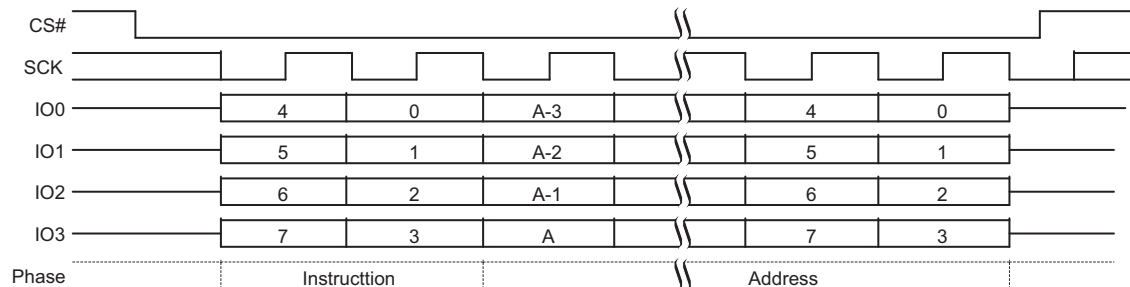 CS#
SCK
IO0 4 0 A-3 4 0
IO1 5 1 A-2 5 1
IO2 6 2 A-1 6 2
IO3 7 3 A 7 3
Phase Instructtion Address